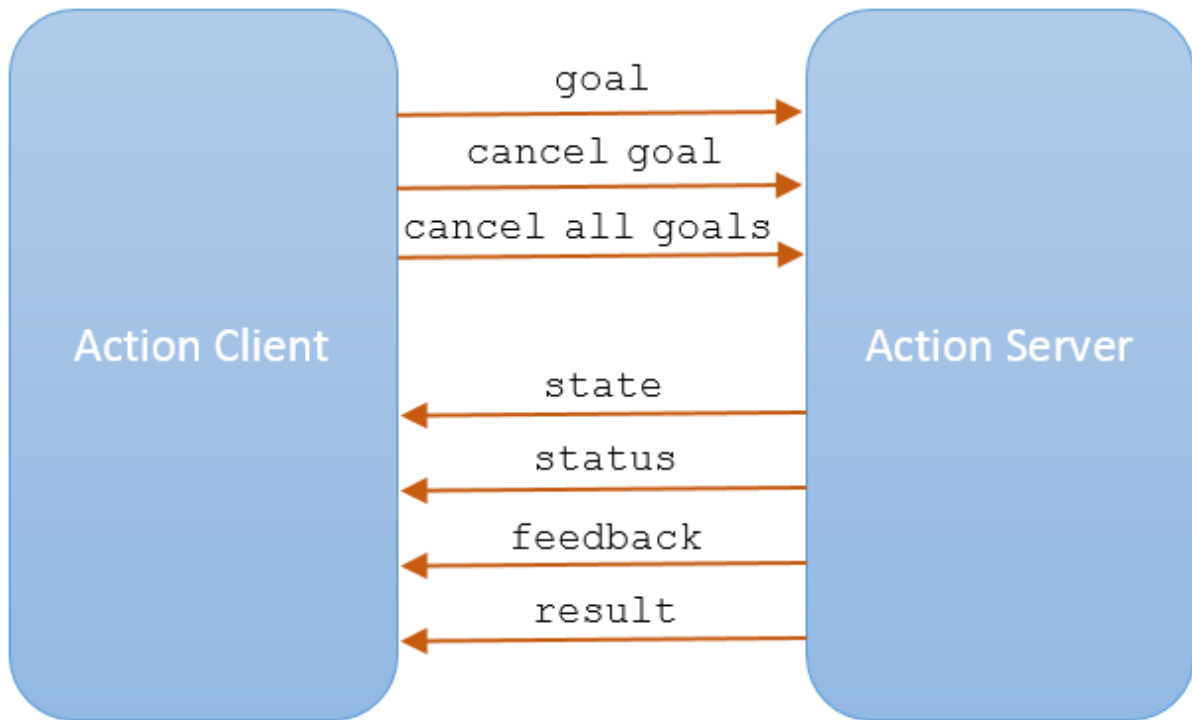 goal
cancel goal
cancel all goals
Action Client
Action Server
state
status
feedback
result